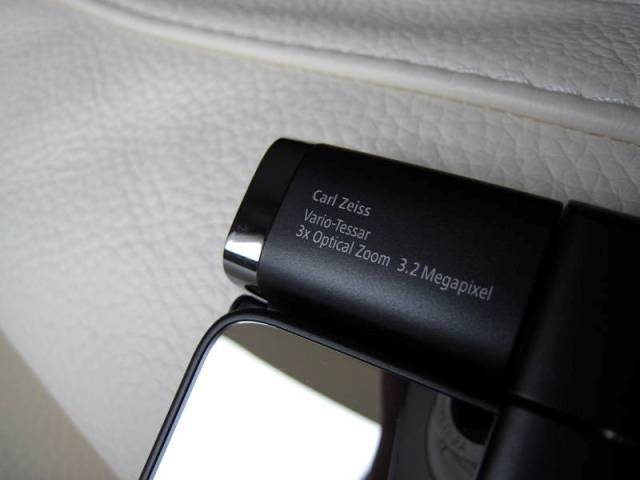 Carl Zeiss
Vario-Tessar
3x Optical Zoom 3.2 Megapixel